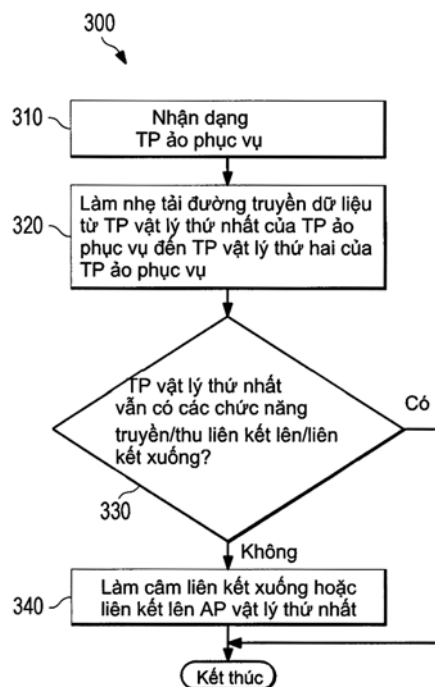 300
310
Nhận dạng
TP ảo phục vụ
320
Làm nhẹ tải đường truyền dữ liệu
từ TP vật lý thứ nhất của TP ảo
phục vụ đến TP vật lý thứ hai của
TP ảo phục vụ
TP vật lý thứ nhất
vẫn có các chức năng
truyền/thu liên kết lên/liên
kết xuống?
Có
330
Không
340
Làm câm liên kết xuống hoặc
liên kết lên AP vật lý thứ nhất
Kết thúc